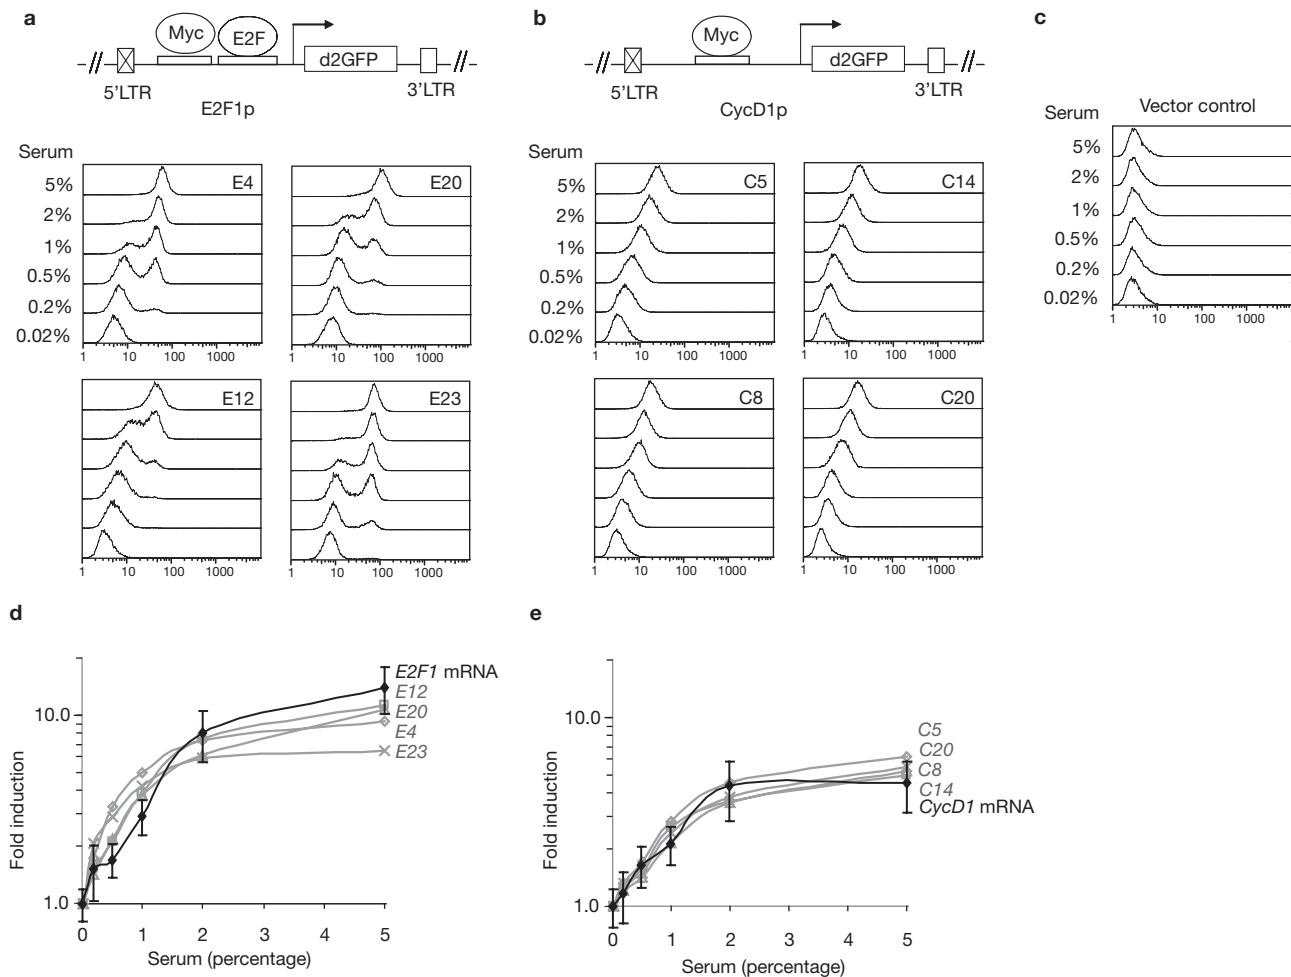 a
Myc
E2F
d2GFP
5'LTR
3'LTR
E2F1p
Serum
5%
2%
1%
0.5%
0.2%
0.02%
E4
1 10 100 1000
E20
1 10 100 1000
E12
1 10 100 1000
E23
1 10 100 1000
b
Myc
d2GFP
5'LTR
3'LTR
CycD1p
Serum
5%
2%
1%
0.5%
0.2%
0.02%
C5
1 10 100 1000
C14
1 10 100 1000
C8
1 10 100 1000
C20
1 10 100 1000
c
Vector control
Serum
5%
2%
1%
0.5%
0.2%
0.02%
1 10 100 1000
d
Fold induction
10.0
1.0
E2F1 mRNA
E12
E20
E4
E23
0 1 2 3 4 5
Serum (percentage)
e
Fold induction
10.0
1.0
C5
C20
C8
C14
CycD1 mRNA
0 1 2 3 4 5
Serum (percentage)